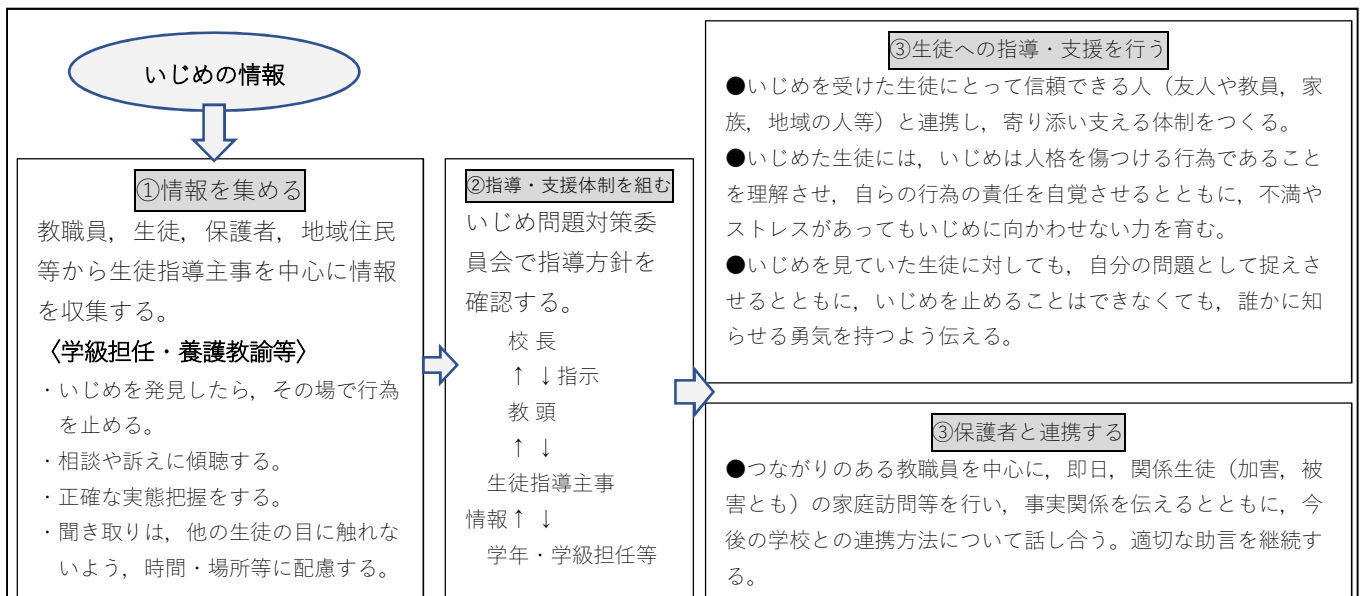 いじめの情報
①情報を集める
教職員，生徒，保護者，地域住民
等から生徒指導主事を中心に情報
を収集する。
〈学級担任・養護教諭等〉
・いじめを発見したら，その場で行為
を止める。
・相談や訴えに傾聴する。
・正確な実態把握をする。
・聞き取りは，他の生徒の目に触れな
いよう，時間・場所等に配慮する。
②指導・支援体制を組む
いじめ問題対策委
員会で指導方針を
確認する。
校 長
↑ ↓指示
教 頭
↑ ↓
生徒指導主事
情報↑ ↓
学年・学級担任等
③生徒への指導・支援を行う
●いじめを受けた生徒にとって信頼できる人（友人や教員，家
族，地域の人等）と連携し，寄り添い支える体制をつくる。
●いじめた生徒には，いじめは人格を傷つける行為であること
を理解させ，自らの行為の責任を自覚させるとともに，不満や
ストレスがあってもいじめに向かわせない力を育む。
●いじめを見ていた生徒に対しても，自分の問題として捉えさ
せるとともに，いじめを止めることはできなくても，誰かに知
らせる勇気を持つよう伝える。
③保護者と連携する
●つながりのある教職員を中心に，即日，関係生徒（加害，被
害とも）の家庭訪問等を行い，事実関係を伝えるとともに，今
後の学校との連携方法について話し合う。適切な助言を継続す
る。